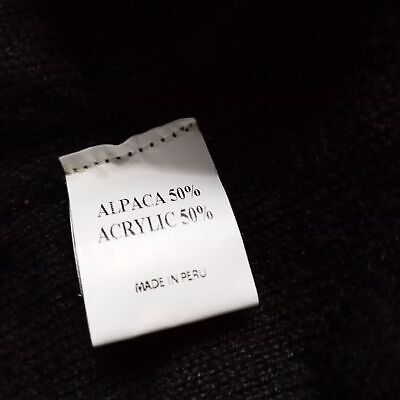 ALPACA 50%
ACRYLIC 50%
MADE IN PERU